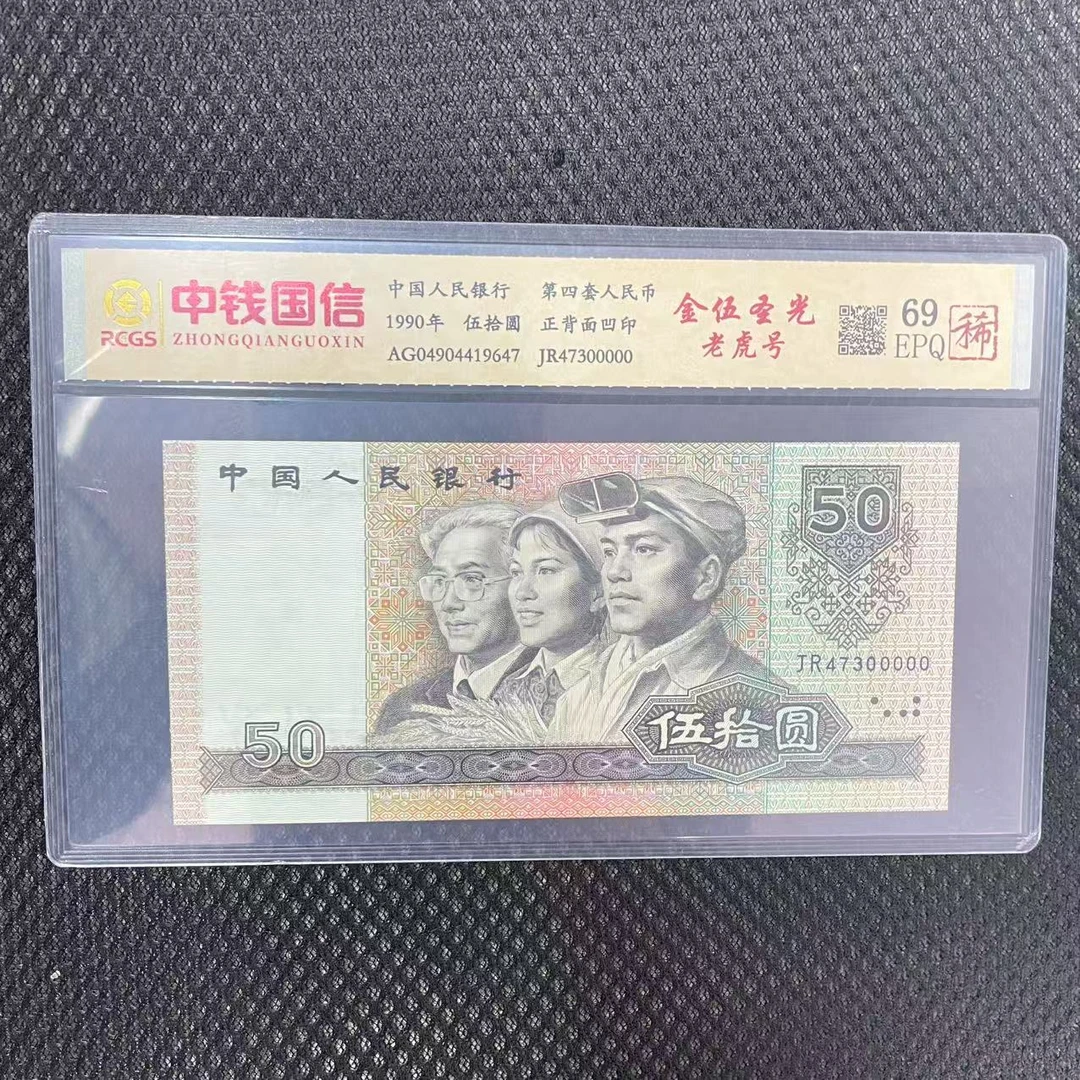 RCGS
中钱国信
ZHONGQIANGUOXIN
中国人民银行 第四套人民币
1990年 伍拾圆 正背面凹印
AG04904419647 JR47300000
金伍圣光
老虎号
69
EPQ
稀
中国人民银行
50
JR47300000
50
伍拾圆